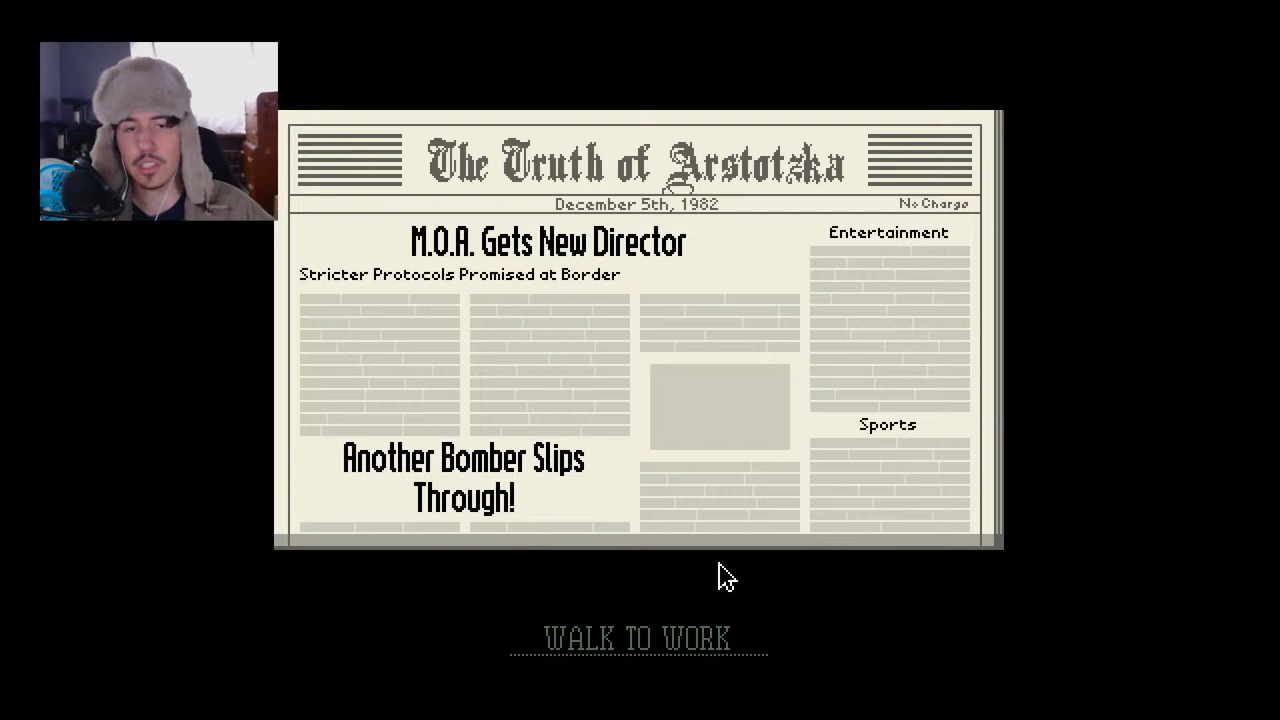 The Truth of Arstotzka
December 5th, 1982
No Charge
M.O.A. Gets New Director
Stricter Protocols Promised at Border
Another Bomber Slips
Through!
Entertainment
Sports
WALK TO WORK